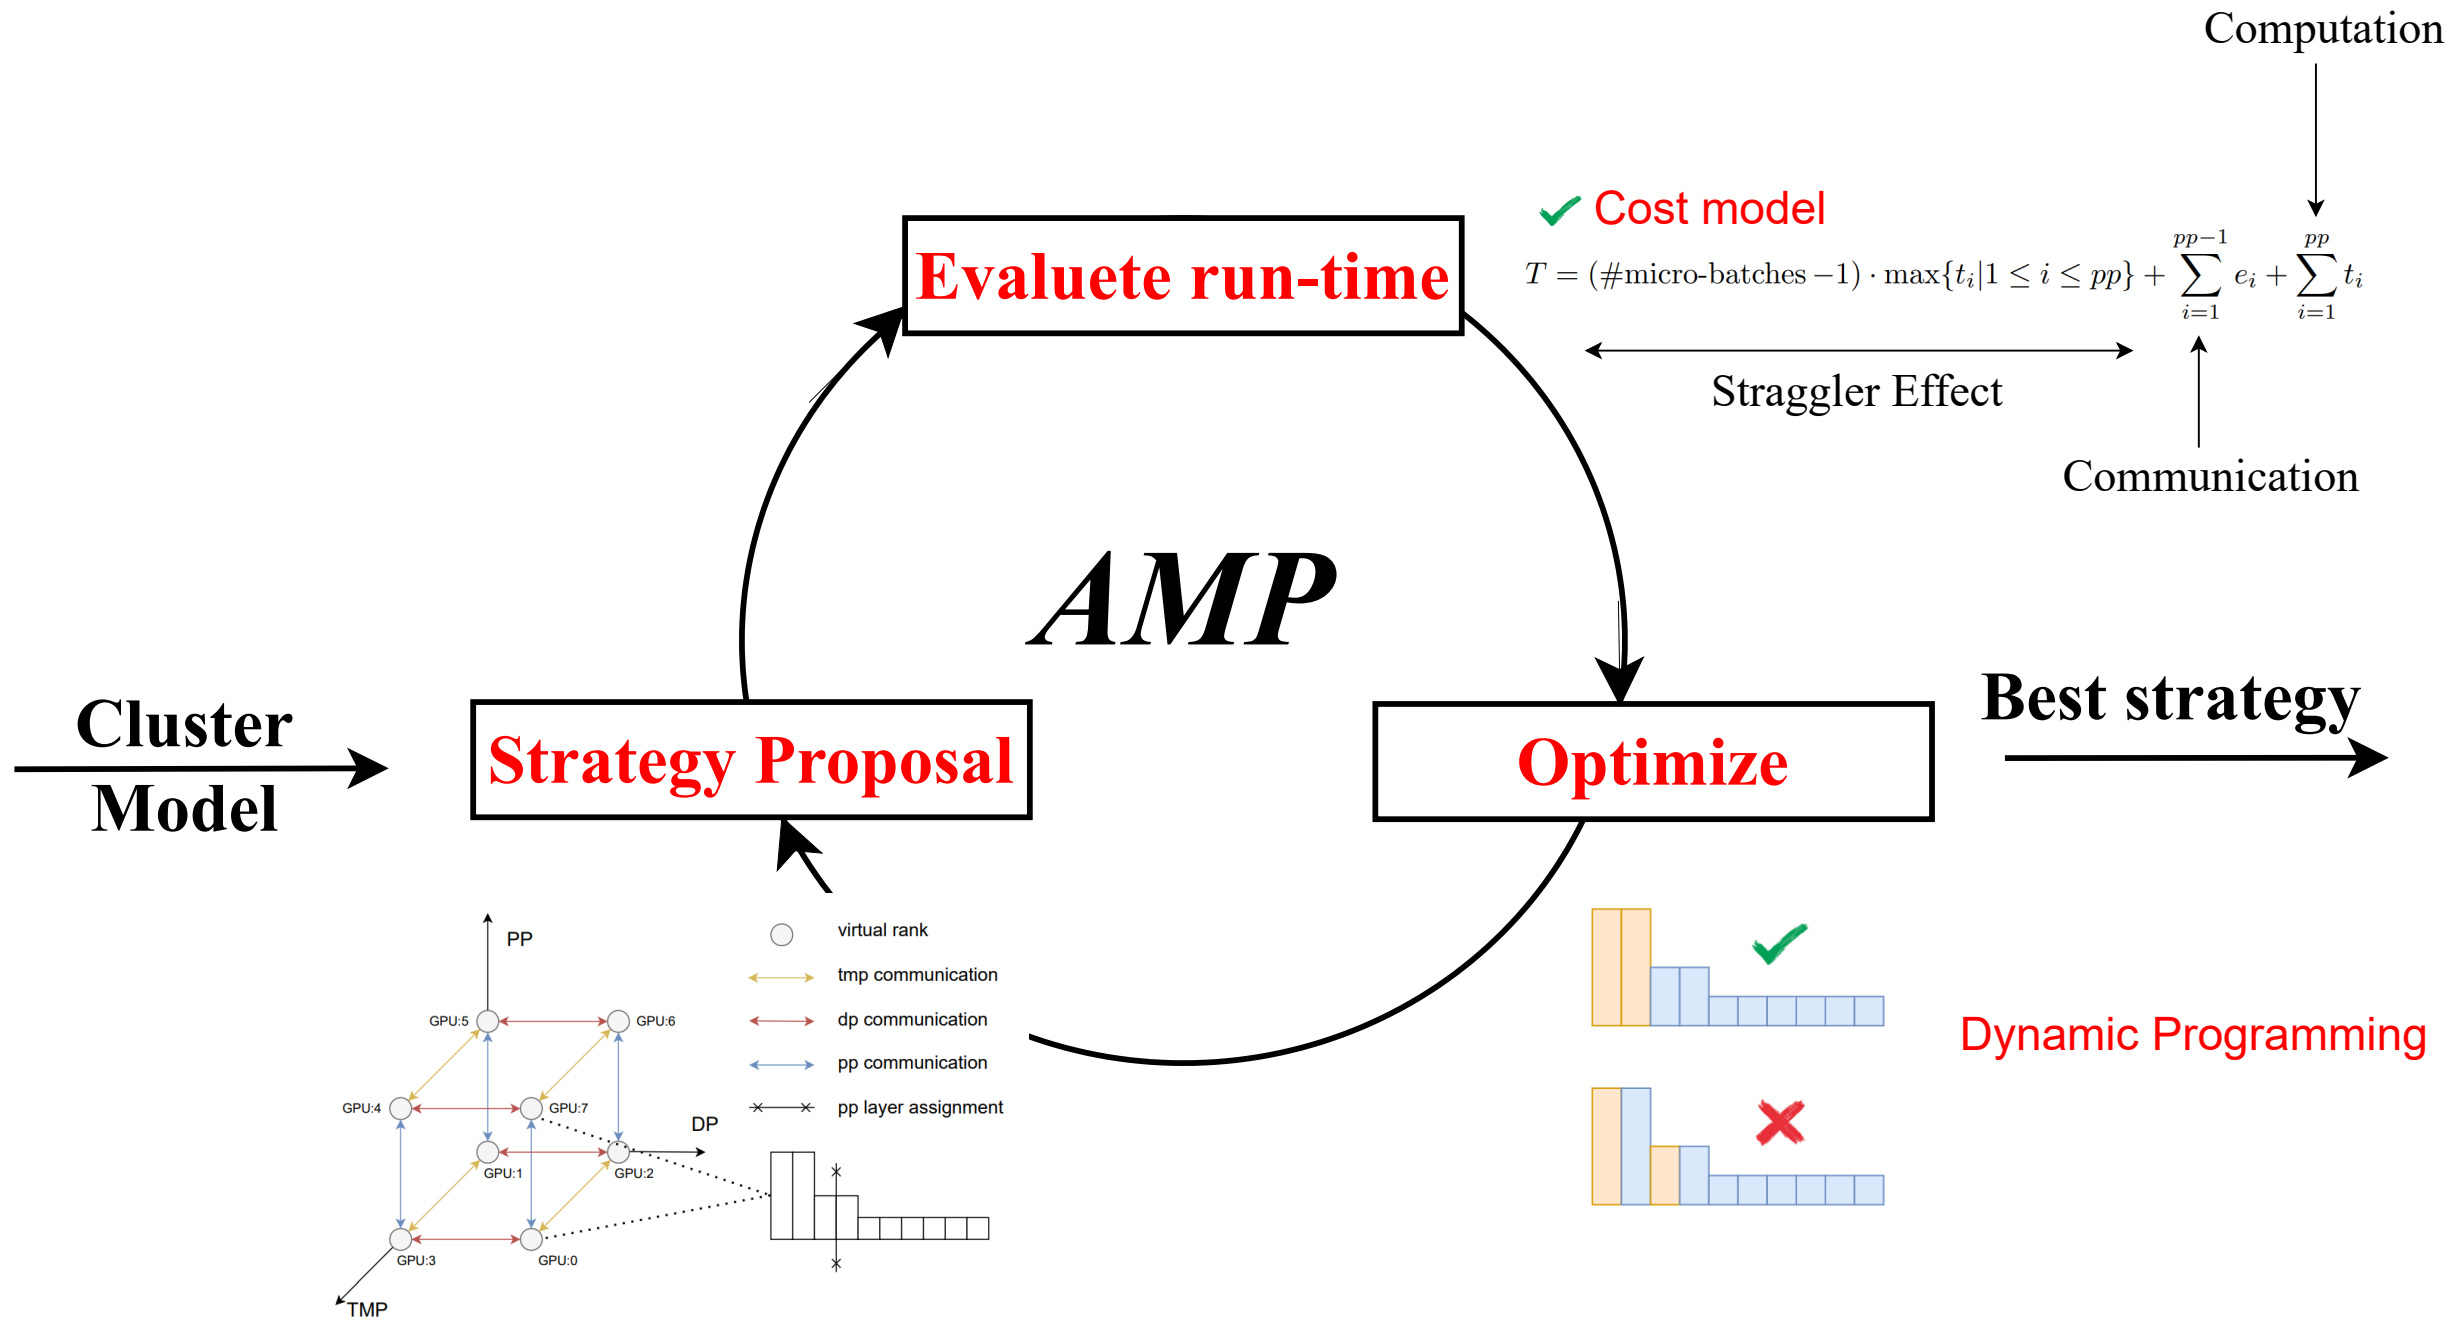 Computation
Cost model
T = (#micro-batches −1) · max{t_i|1 ≤ i ≤ pp} + \sum_{i=1}^{pp−1} e_i + \sum_{i=1}^{pp} t_i
Straggler Effect
Communication
Evaluete run-time
AMP
Cluster
Model
Strategy Proposal
Optimize
Best strategy
PP
GPU:5
GPU:6
GPU:4
GPU:7
DP
GPU:1
GPU:2
GPU:3
GPU:0
TMP
virtual rank
tmp communication
dp communication
pp communication
pp layer assignment
Dynamic Programming